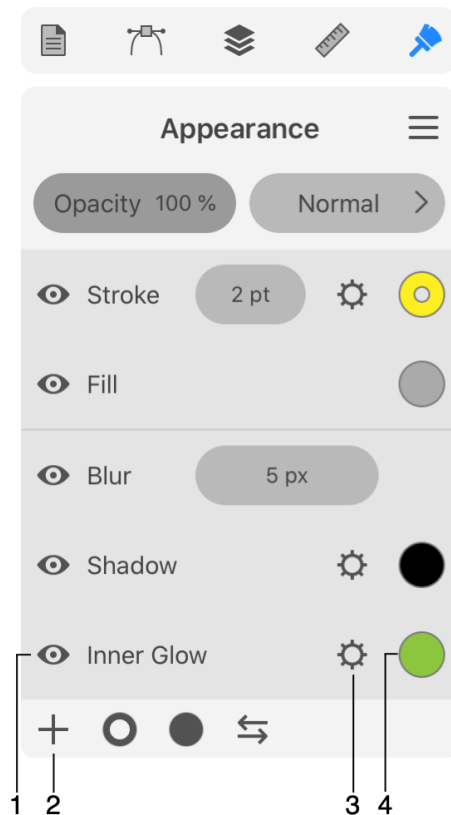 Appearance
Opacity 100 % Normal
Stroke 2 pt
Fill
Blur 5 px
Shadow
Inner Glow
1 2 3 4